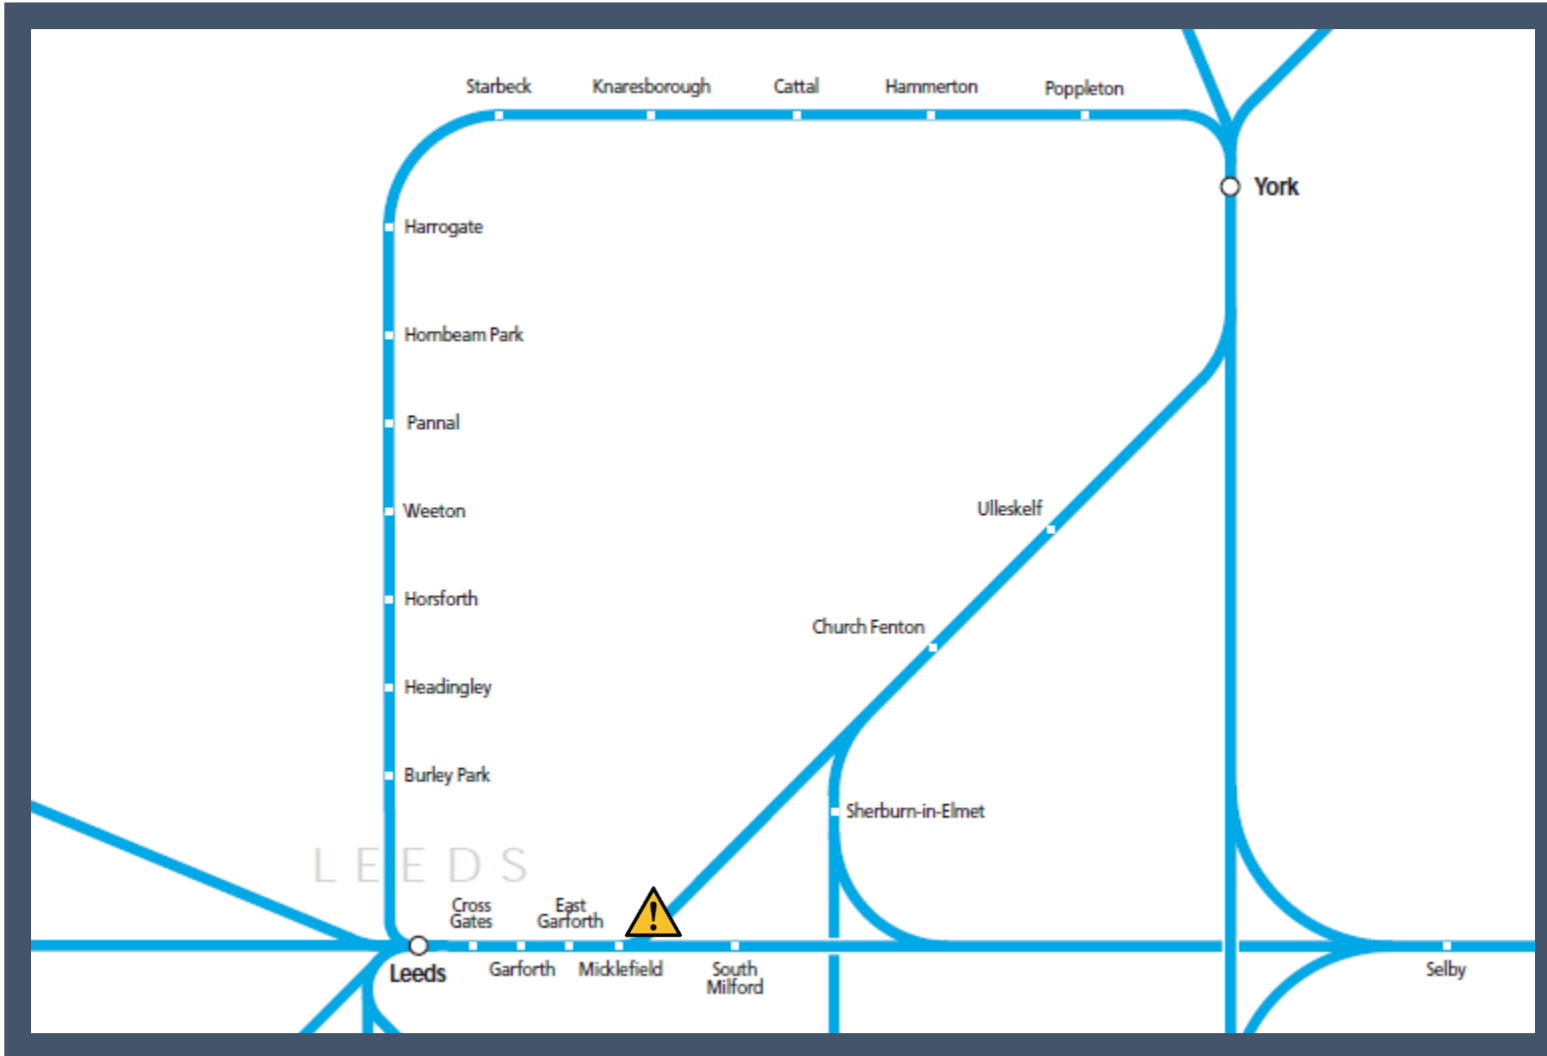 Starbeck
Knaresborough
Cattal
Hammerton
Poppleton
York
Harrogate
Hornbeam Park
Pannal
Weeton
Ulleskelf
Horsforth
Church Fenton
Headingley
Burley Park
Sherburn-in-Elmet
LEEDS
Cross
Gates
East
Garforth
!
Leeds
Garforth
Micklefield
South
Milford
Selby